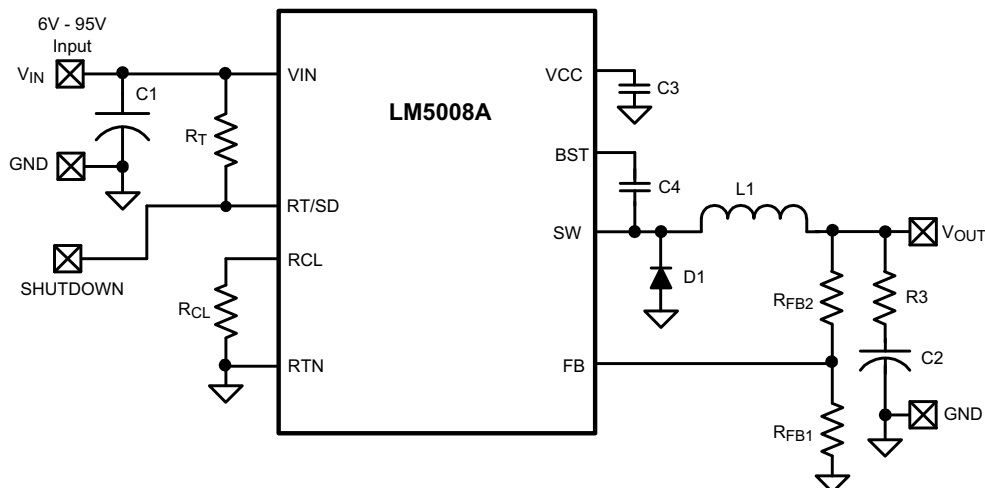 6V - 95V
Input
VIN
C1
GND
RT
SHUTDOWN
RCL
VIN
RT/SD
RCL
RTN
LM5008A
VCC
BST
SW
FB
C3
C4
L1
D1
RFB2
RFB1
R3
C2
VOUT
GND